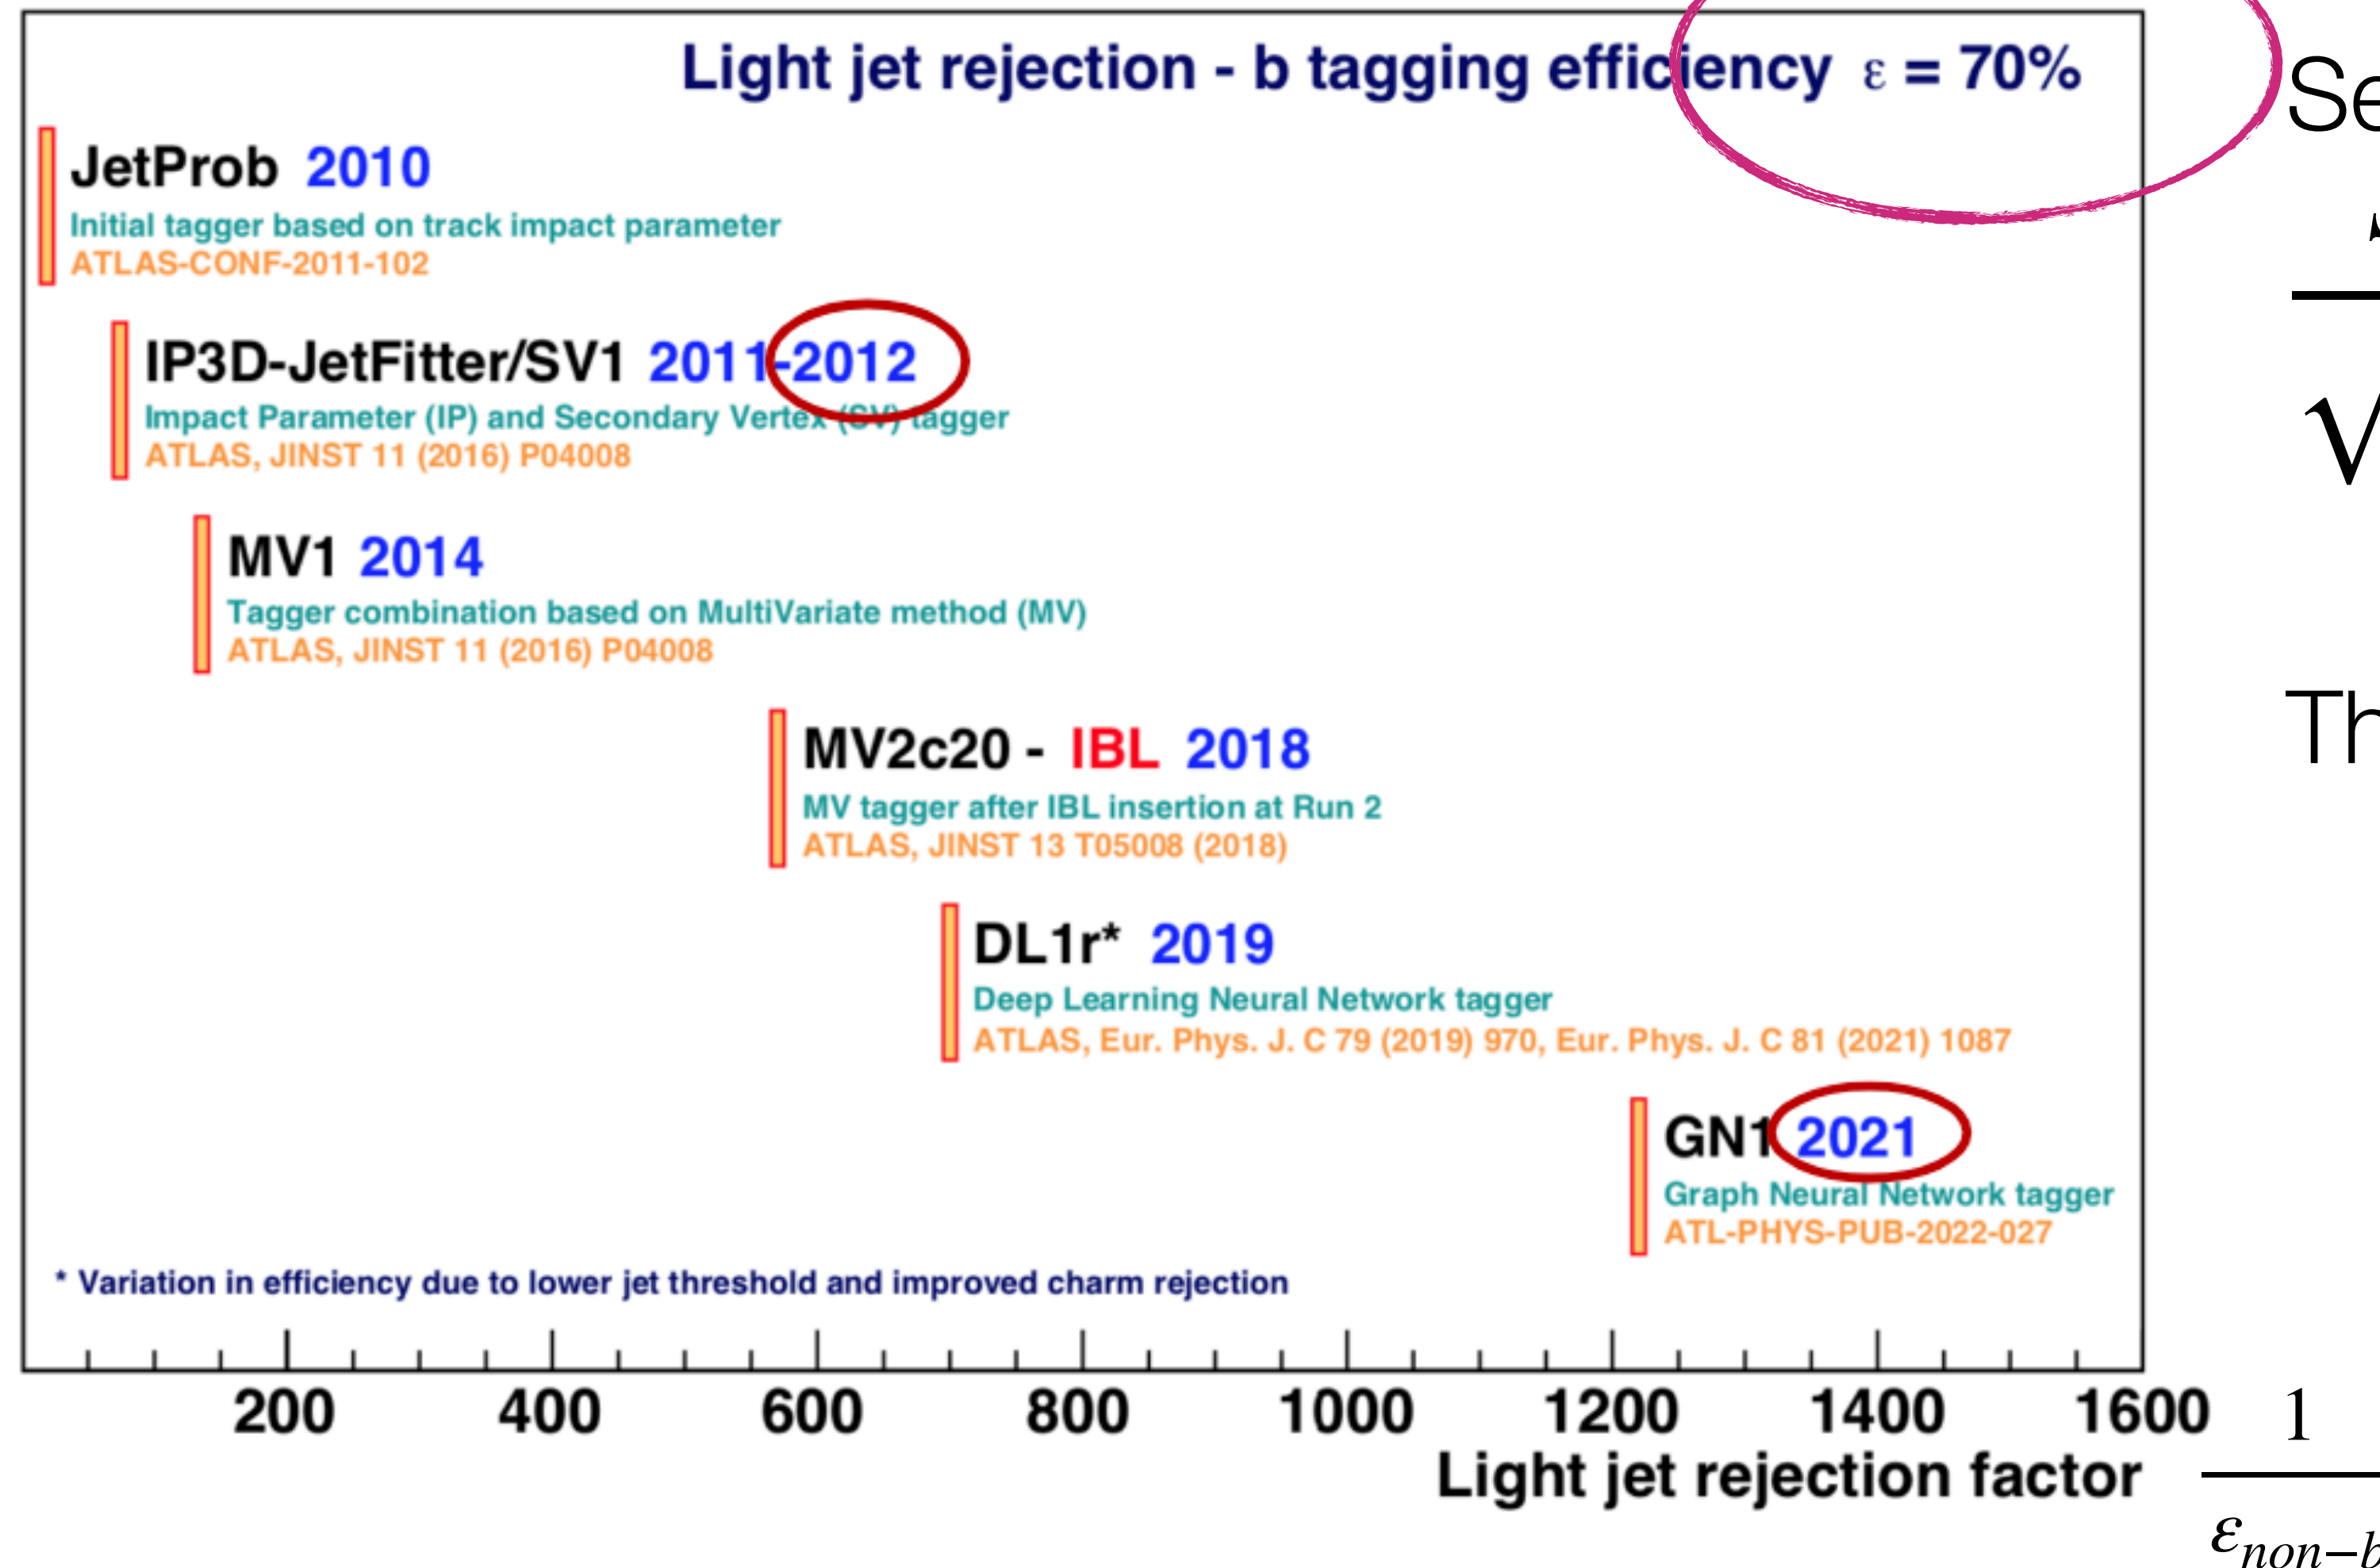 Light jet rejection - b tagging efficiency ε = 70%
JetProb 2010
Initial tagger based on track impact parameter
ATLAS-CONF-2011-102
IP3D-JetFitter/SV1 2011-2012
Impact Parameter (IP) and Secondary Vertex (SV) tagger
ATLAS, JINST 11 (2016) P04008
MV1 2014
Tagger combination based on MultiVariate method (MV)
ATLAS, JINST 11 (2016) P04008
MV2c20 - IBL 2018
MV tagger after IBL insertion at Run 2
ATLAS, JINST 13 T05008 (2018)
DL1r* 2019
Deep Learning Neural Network tagger
ATLAS, Eur. Phys. J. C 79 (2019) 970, Eur. Phys. J. C 81 (2021) 1087
GN1 2021
Graph Neural Network tagger
ATL-PHYS-PUB-2022-027
* Variation in efficiency due to lower jet threshold and improved charm rejection
200 400 600 800 1000 1200 1400 1600
Light jet rejection factor
Se
√
Th
1
ε non-b